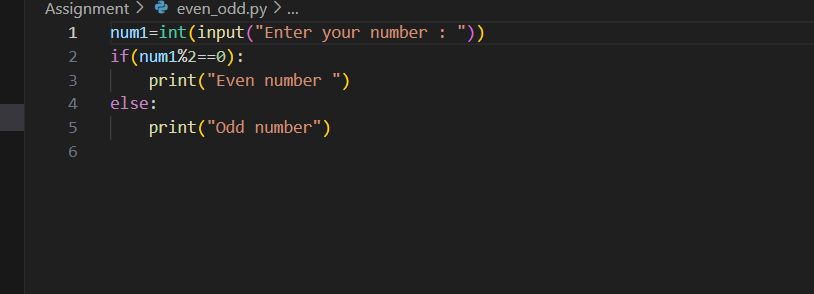 Assignment > even_odd.py > ...
1 num1=int(input("Enter your number : "))
2 if(num1%2==0):
3     print("Even number ")
4 else:
5     print("Odd number")
6